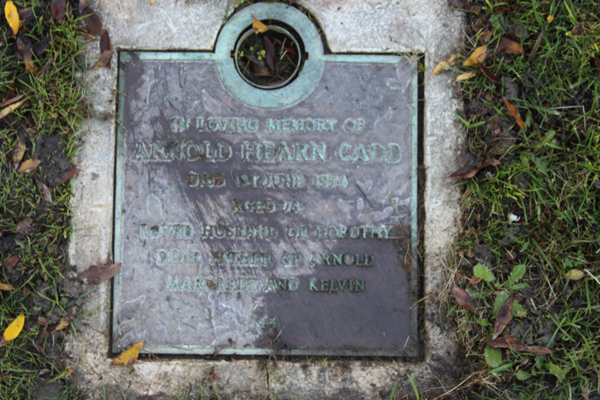 IN LOVING MEMORY OF
ARNOLD HEARN CADD
DIED JUNE
AGED
LOVED HUSBAND OF DOROTHY
DEAR FATHER OF ARNOLD
MARGARET AND KELVIN